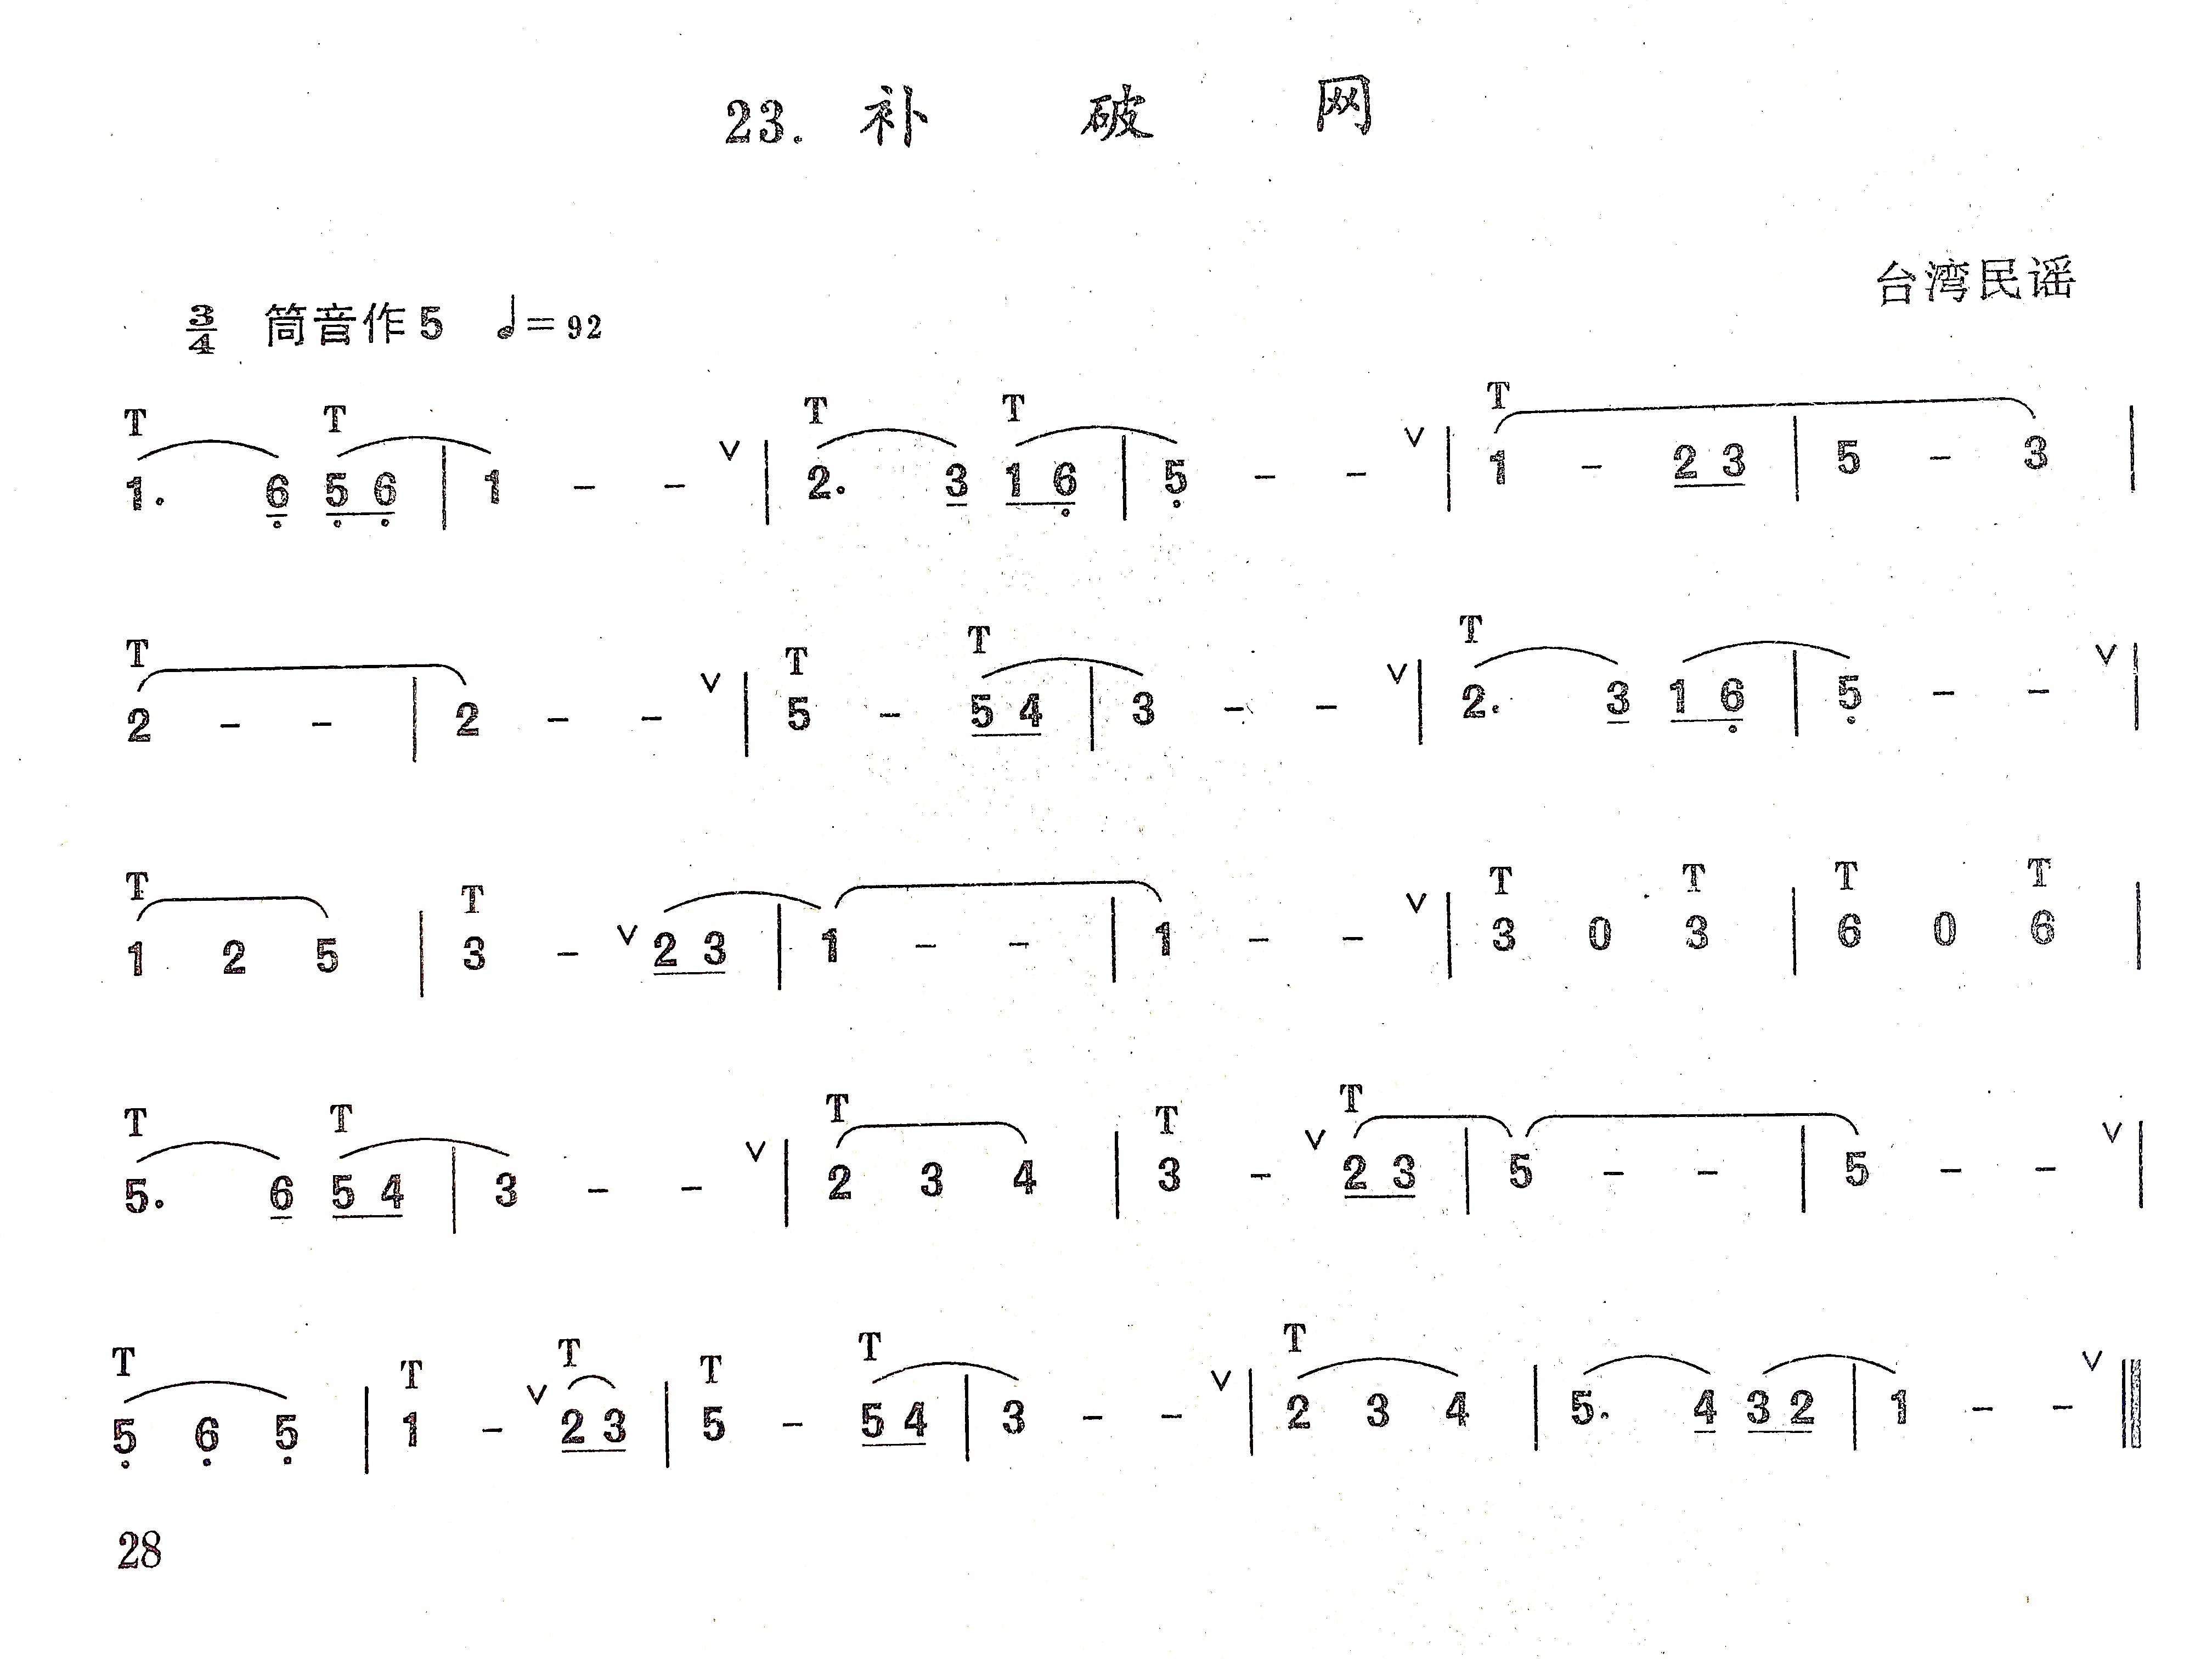 23. 补 破 网
台湾民谣
3/4 筒音作5 ♩=92
T T T T T
1. 6̣ 5̣ 6̣ | 1 - - V | 2. 3 1 6̣ | 5̣ - - V | 1 - 2 3 | 5 - 3 |
T T T T
2 - - | 2 - - V | 5 - 5 4 | 3 - - V | 2. 3 1 6̣ | 5̣ - - V |
T T T T T T
1 2 5 | 3 - V 2 3 | 1 - - | 1 - - V | 3 0 3 | 6 0 6 |
T T T T T
5. 6 5 4 | 3 - - V | 2 3 4 | 3 - V 2 3 | 5 - - | 5 - - V |
T T T T T T
5̣ 6̣ 5̣ | 1 - V 2 3 | 5 - 5 4 | 3 - - V | 2 3 4 | 5. 4 3 2 | 1 - - V ‖
28